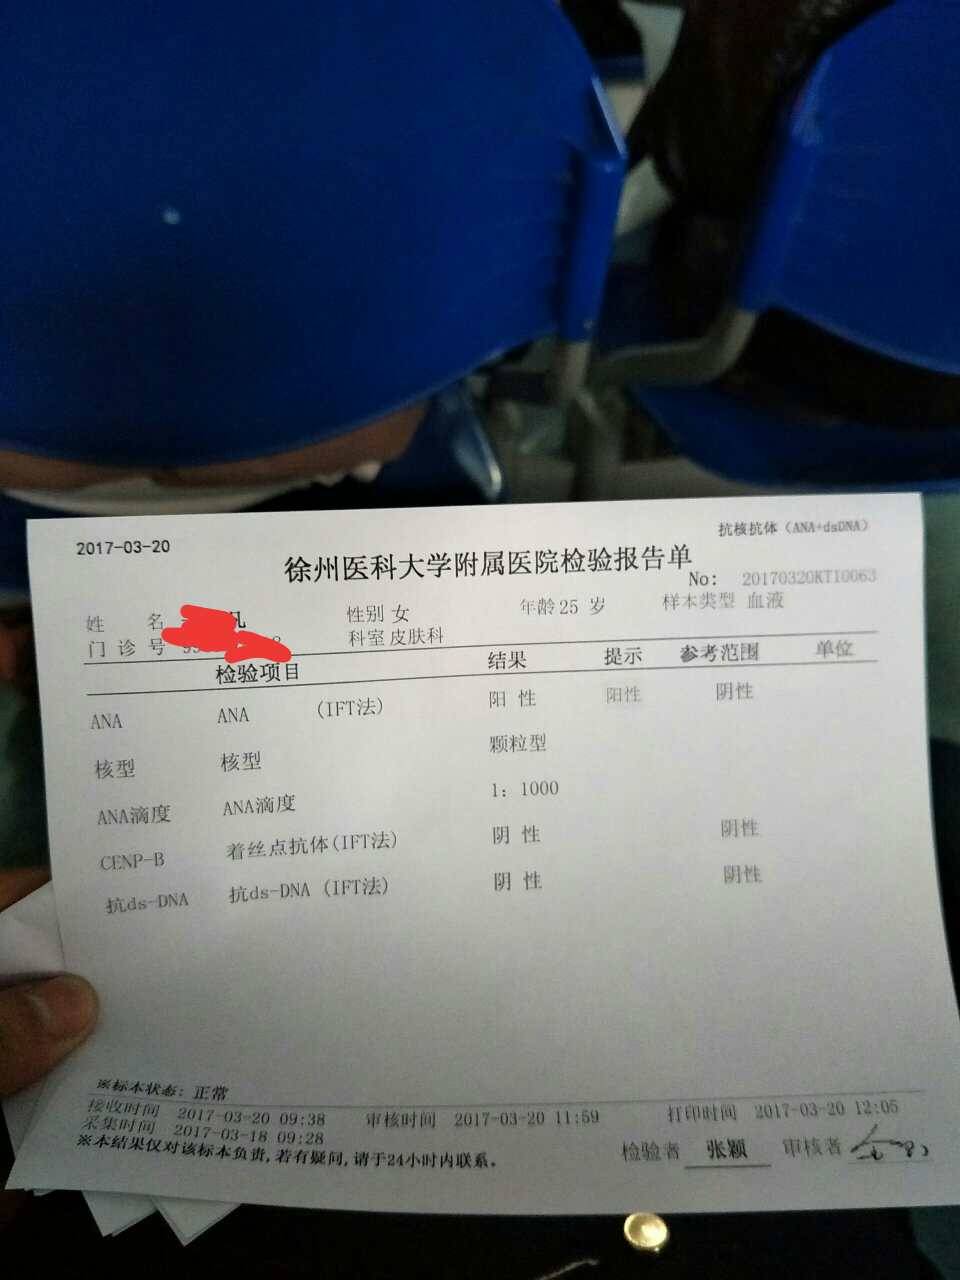 抗核抗体（ANA+dsDNA）
2017-03-20
徐州医科大学附属医院检验报告单
No: 20170320KTI0063
姓 名 凡 性别 女 年龄 25 岁 样本类型 血液
门 诊 号 科室 皮肤科
检验项目 结果 提示 参考范围 单位
ANA ANA (IFT法) 阳 性 阳性 阴性
核型 核型 颗粒型
ANA滴度 ANA滴度 1: 1000
CENP-B 着丝点抗体(IFT法) 阴 性 阴性
抗ds-DNA 抗ds-DNA (IFT法) 阴 性 阴性
※标本状态: 正常
接收时间 2017-03-20 09:38 审核时间 2017-03-20 11:59 打印时间 2017-03-20 12:05
采集时间 2017-03-18 09:28
※本结果仅对该标本负责,若有疑问,请于24小时内联系。 检验者 张颖 审核者